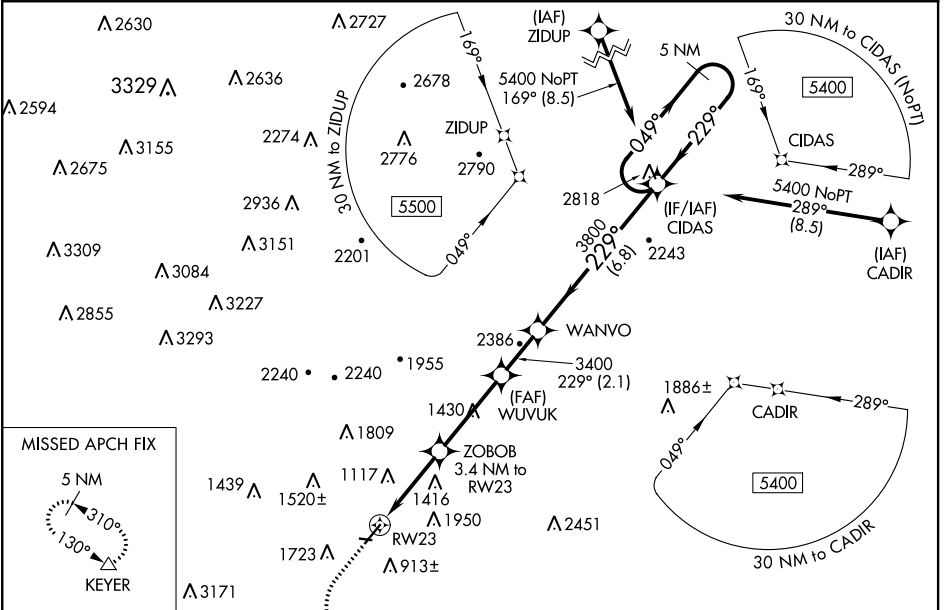 2630
2727
(IAF)
ZIDUP
30 NM to CIDAS (NoPT)
3329
2636
2678
169°
5 NM
5400 NoPT
169° (8.5)
169°
5400
2594
3155
2274
2776
ZIDUP
2790
049°
229°
CIDAS
289°
2675
30 NM to ZIDUP
5500
2936
2818
(IF/IAF)
CIDAS
5400 NoPT
289°
(8.5)
3309
3151
2201
049°
3800
229°
(6.8)
2243
(IAF)
CADIR
3084
2855
3227
3293
2386
WANVO
2240
2240
1955
3400
229° (2.1)
(FAF)
WUVUK
1886±
CADIR
289°
1430
049°
MISSED APCH FIX
1809
ZOBOB
3.4 NM to
RW23
5 NM
1439
1520±
1117
1416
5400
310°
130°
KEYER
1950
2451
RW23
30 NM to CADIR
1723
913±
3171